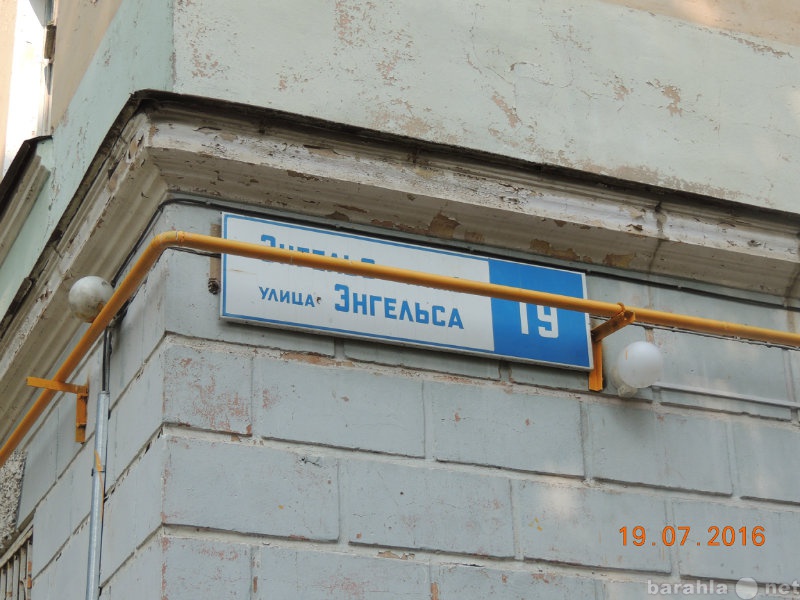 улица Энгельса
19
19.07.2016
barahla.net